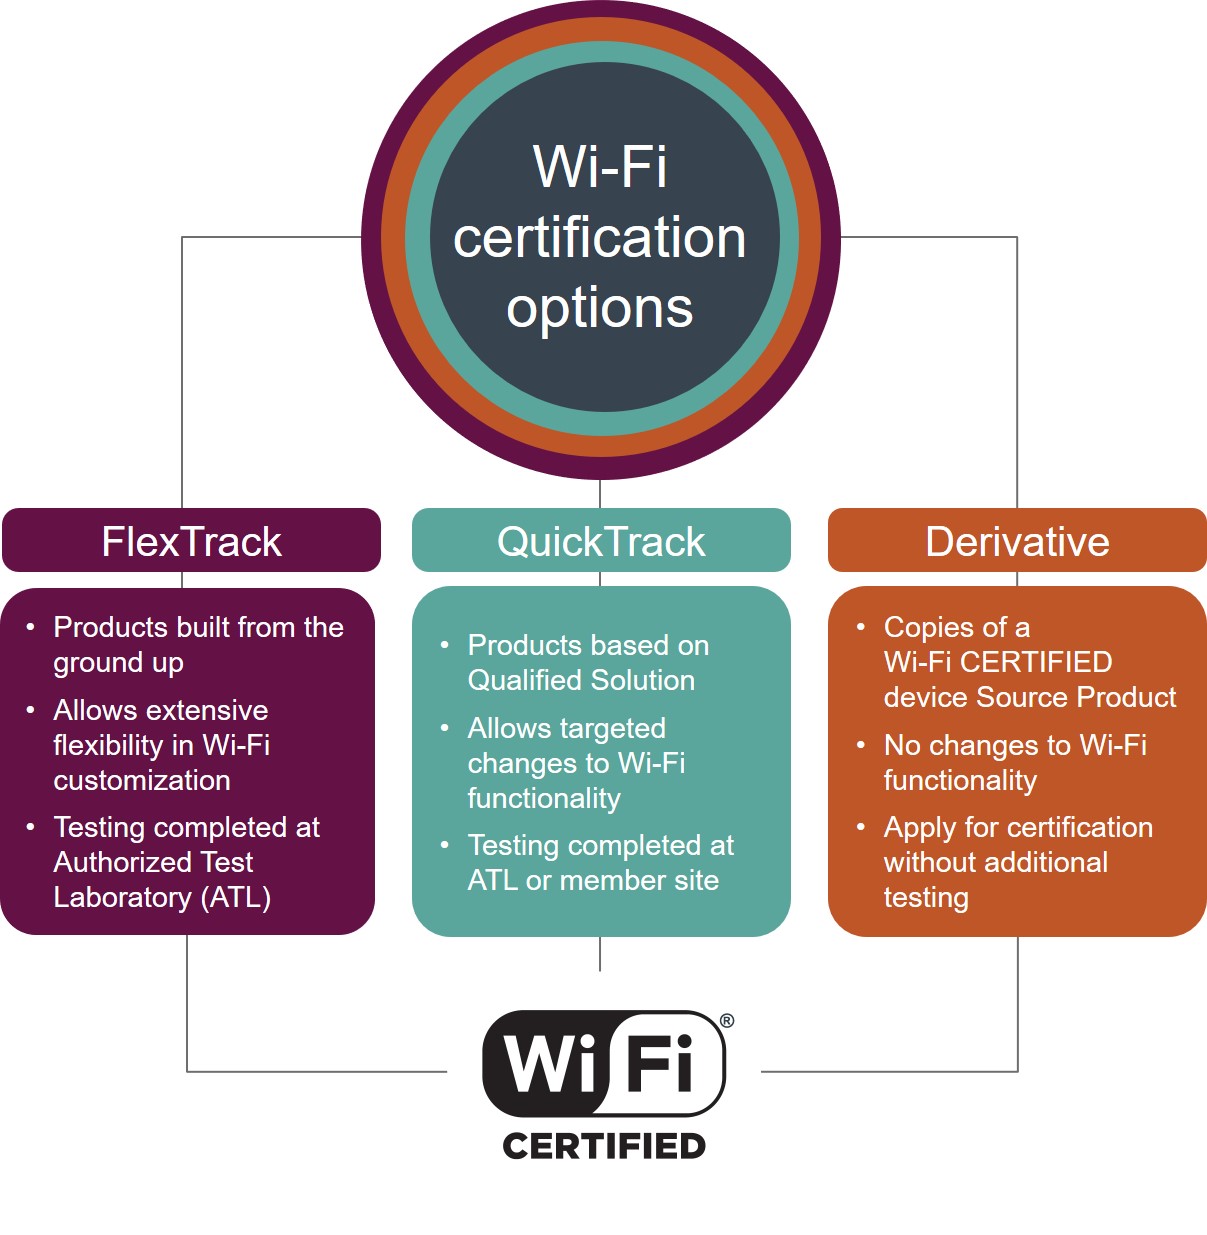 Wi-Fi
certification
options
FlexTrack
• Products built from the
ground up
• Allows extensive
flexibility in Wi-Fi
customization
• Testing completed at
Authorized Test
Laboratory (ATL)
QuickTrack
• Products based on
Qualified Solution
• Allows targeted
changes to Wi-Fi
functionality
• Testing completed at
ATL or member site
Derivative
• Copies of a
Wi-Fi CERTIFIED
device Source Product
• No changes to Wi-Fi
functionality
• Apply for certification
without additional
testing
Wi Fi ®
CERTIFIED